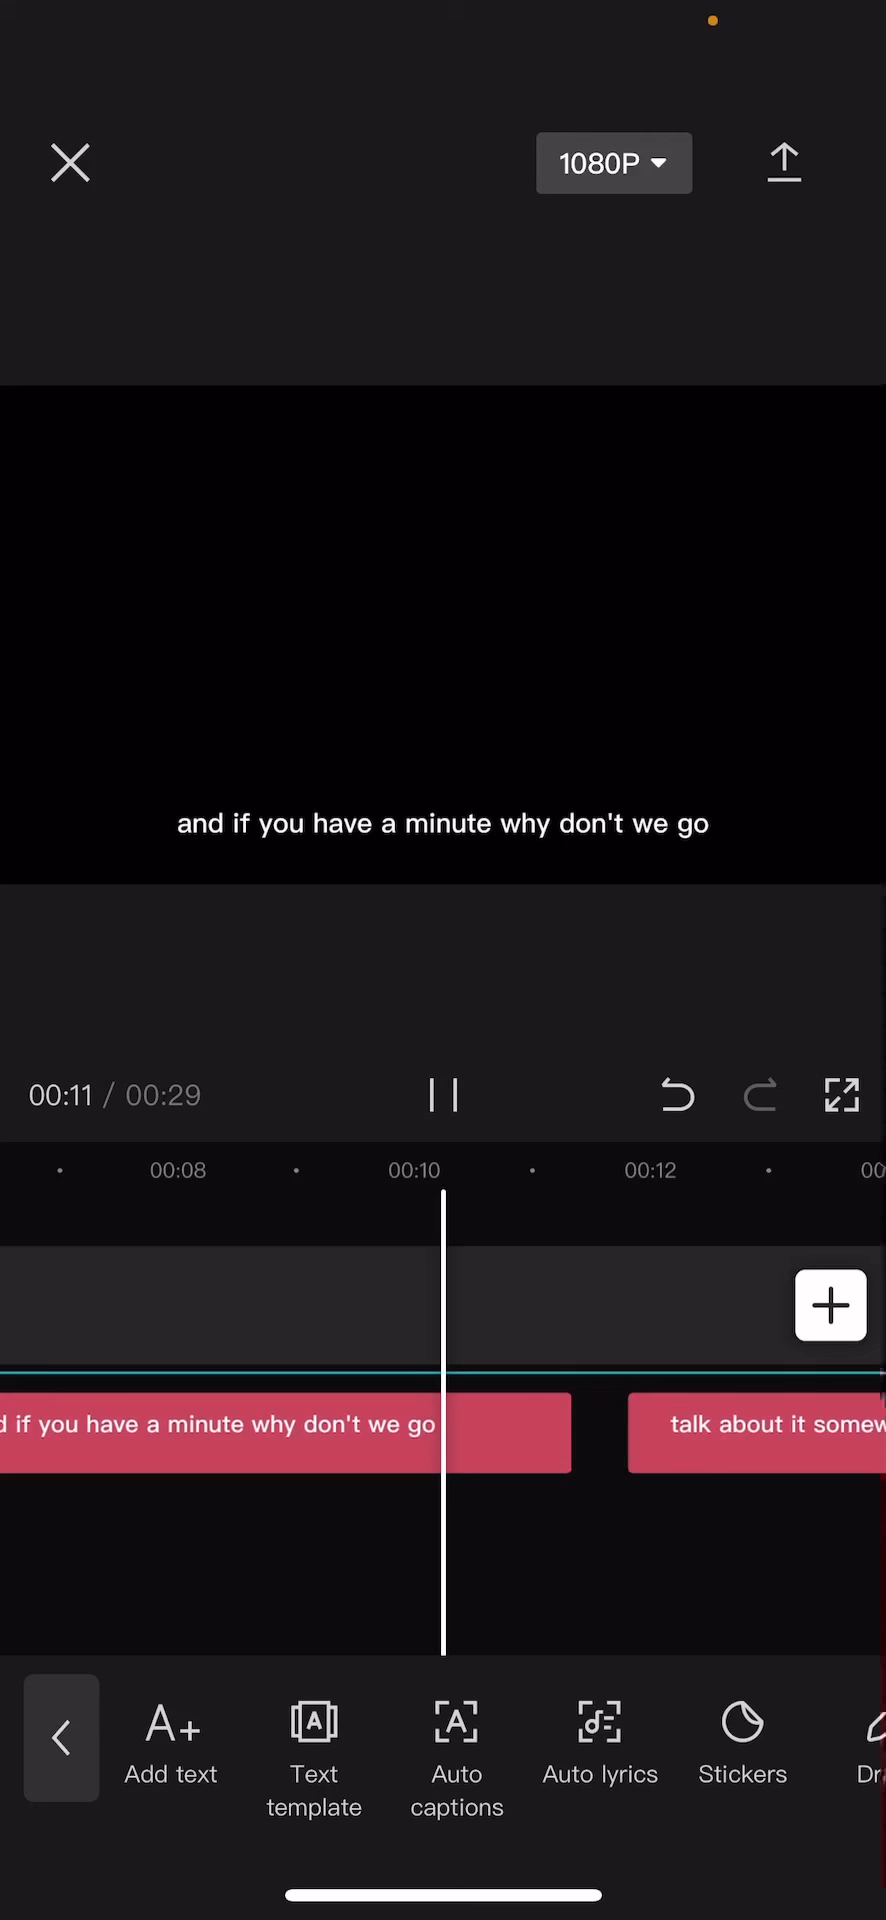 1080P
and if you have a minute why don't we go
00:11 / 00:29
00:08 00:10 00:12 00
if you have a minute why don't we go
talk about it somew
Add text
Text template
Auto captions
Auto lyrics
Stickers
Dr